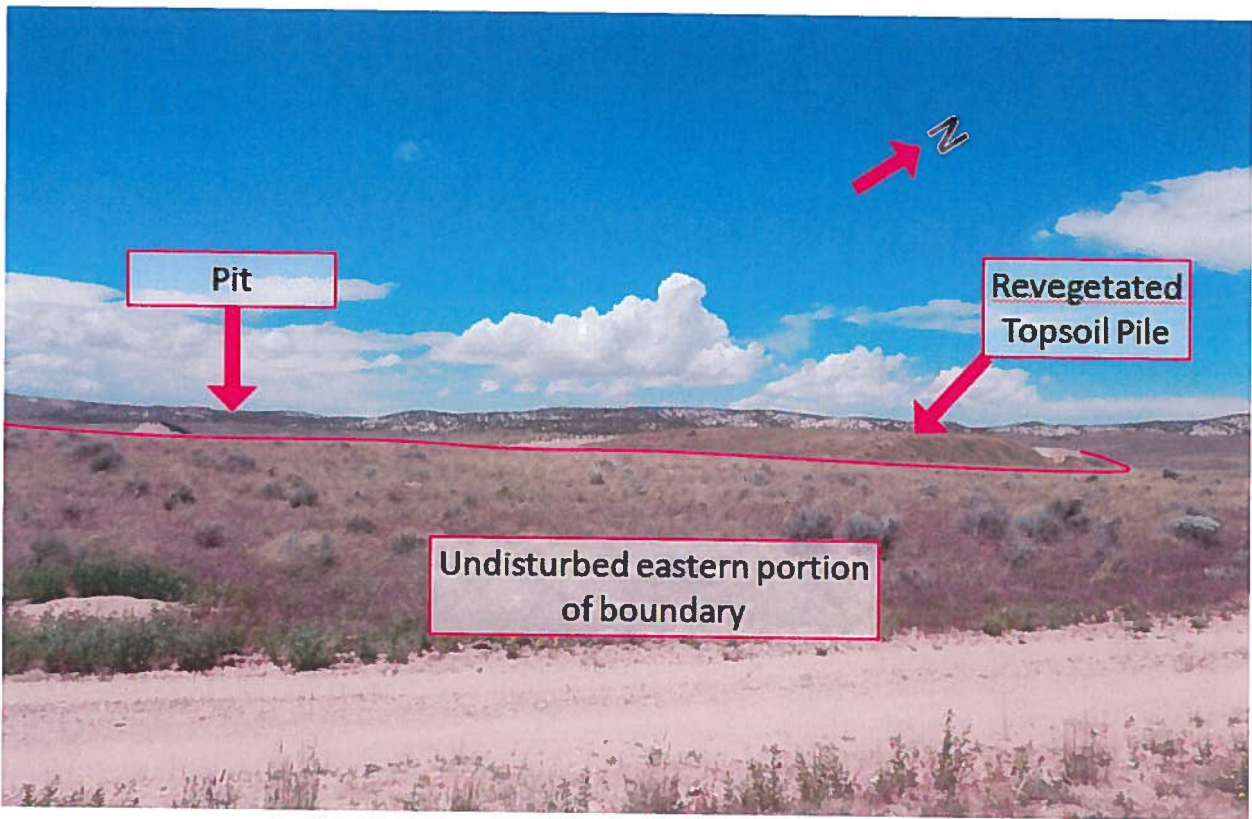 N
Pit
Revegetated
Topsoil Pile
Undisturbed eastern portion
of boundary